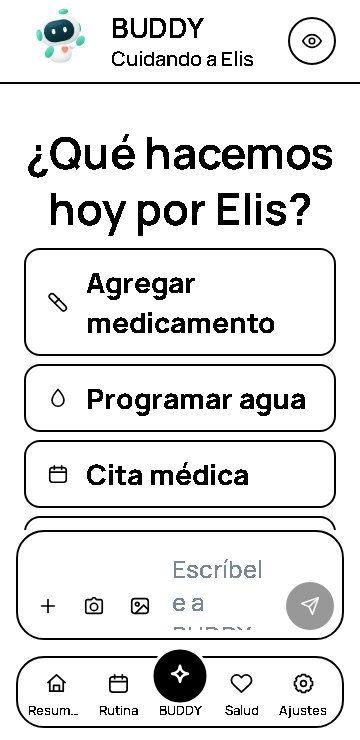 BUDDY
Cuidando a Elis
¿Qué hacemos
hoy por Elis?
Agregar
medicamento
Programar agua
Cita médica
Escríbel
e a
BUDDY
Resum...
Rutina
BUDDY
Salud
Ajustes